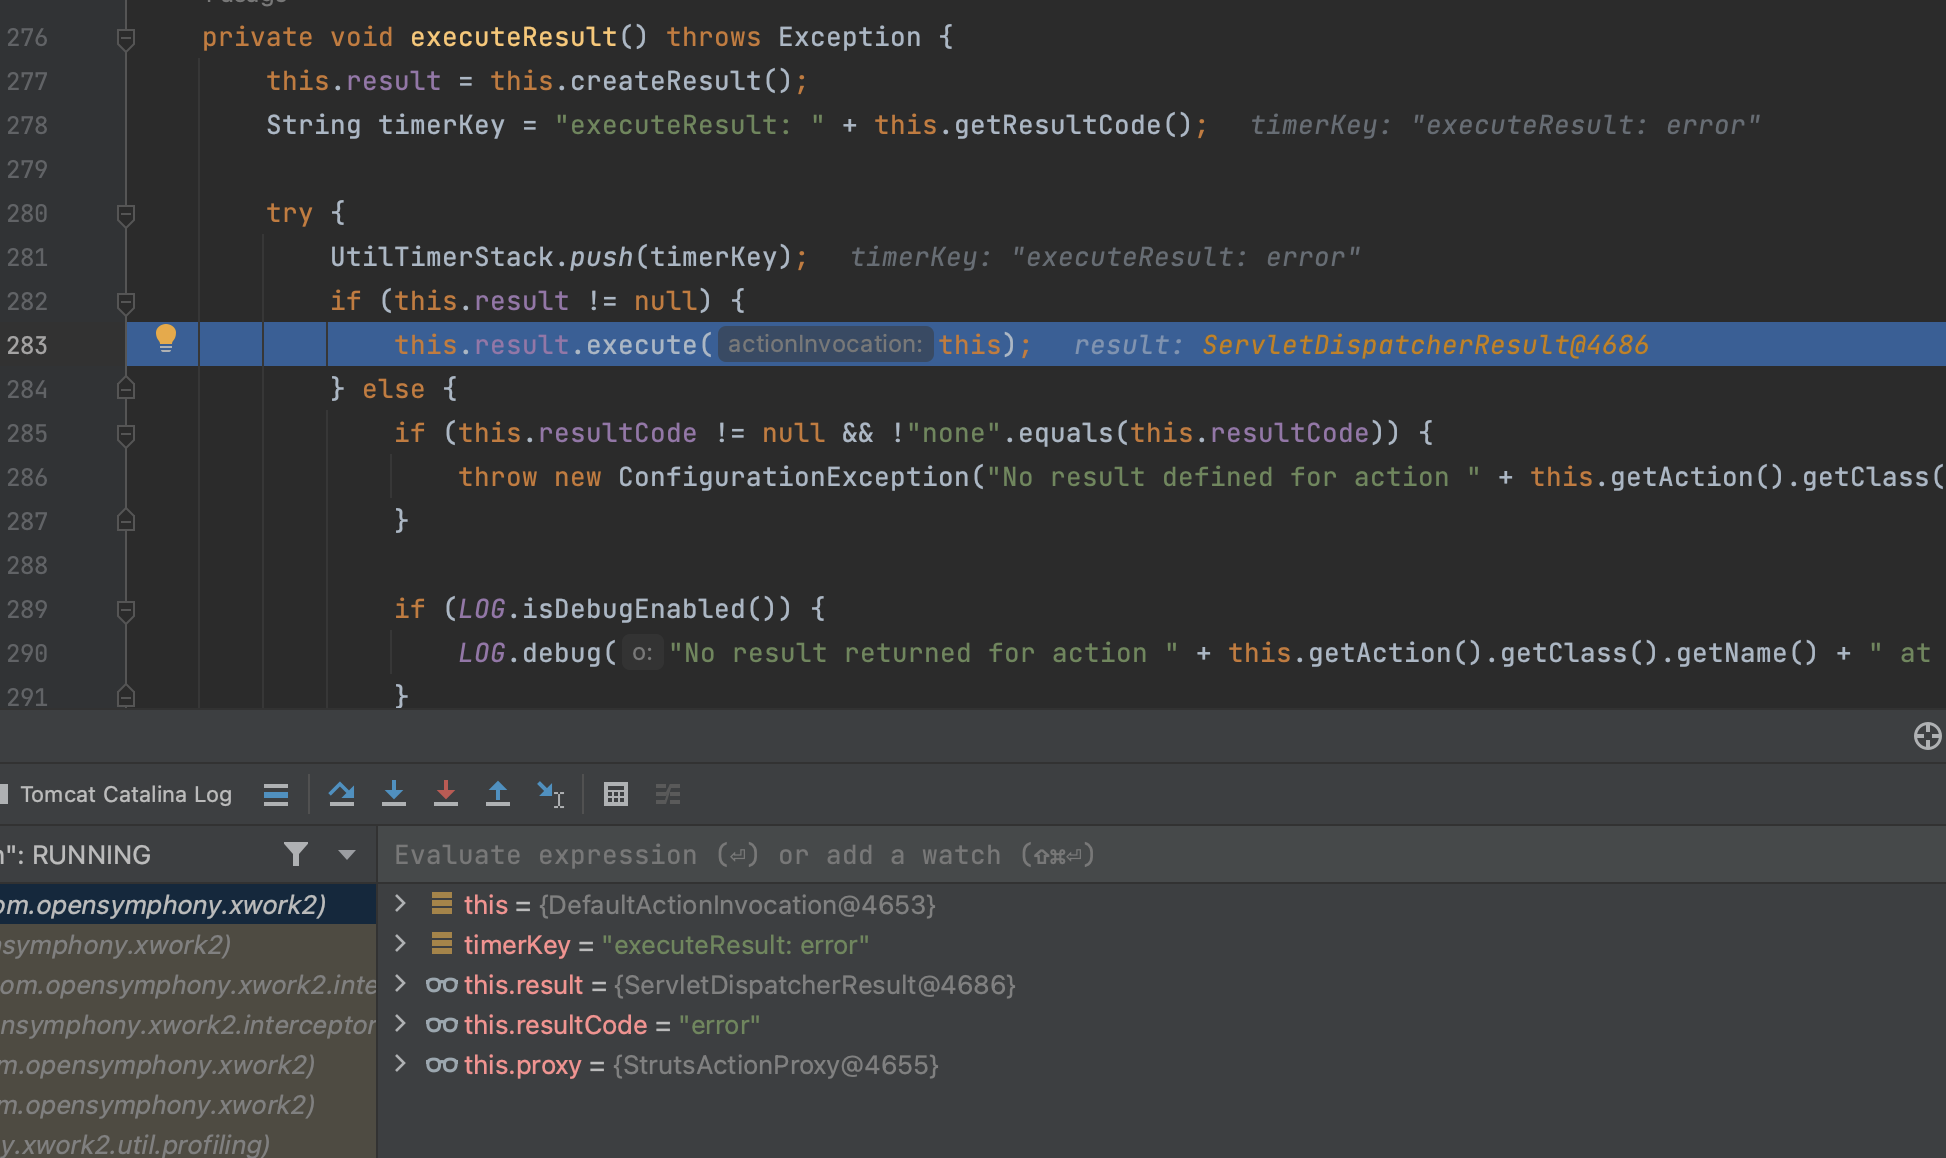 276 private void executeResult() throws Exception {
277 this.result = this.createResult();
278 String timerKey = "executeResult: " + this.getResultCode(); timerKey: "executeResult: error"
279
280 try {
281 UtilTimerStack.push(timerKey); timerKey: "executeResult: error"
282 if (this.result != null) {
283 this.result.execute( actionInvocation: this); result: ServletDispatcherResult@4686
284 } else {
285 if (this.resultCode != null && !"none".equals(this.resultCode)) {
286 throw new ConfigurationException("No result defined for action " + this.getAction().getClass(
287 }
288
289 if (LOG.isDebugEnabled()) {
290 LOG.debug( o: "No result returned for action " + this.getAction().getClass().getName() + " at
291 }
Tomcat Catalina Log
n": RUNNING
Evaluate expression (⏎) or add a watch (⇧⌘⏎)
om.opensymphony.xwork2)
nsymphony.xwork2)
om.opensymphony.xwork2.inte
nsymphony.xwork2.interceptor
m.opensymphony.xwork2)
m.opensymphony.xwork2)
y.xwork2.util.profiling)
this = {DefaultActionInvocation@4653}
timerKey = "executeResult: error"
this.result = {ServletDispatcherResult@4686}
this.resultCode = "error"
this.proxy = {StrutsActionProxy@4655}